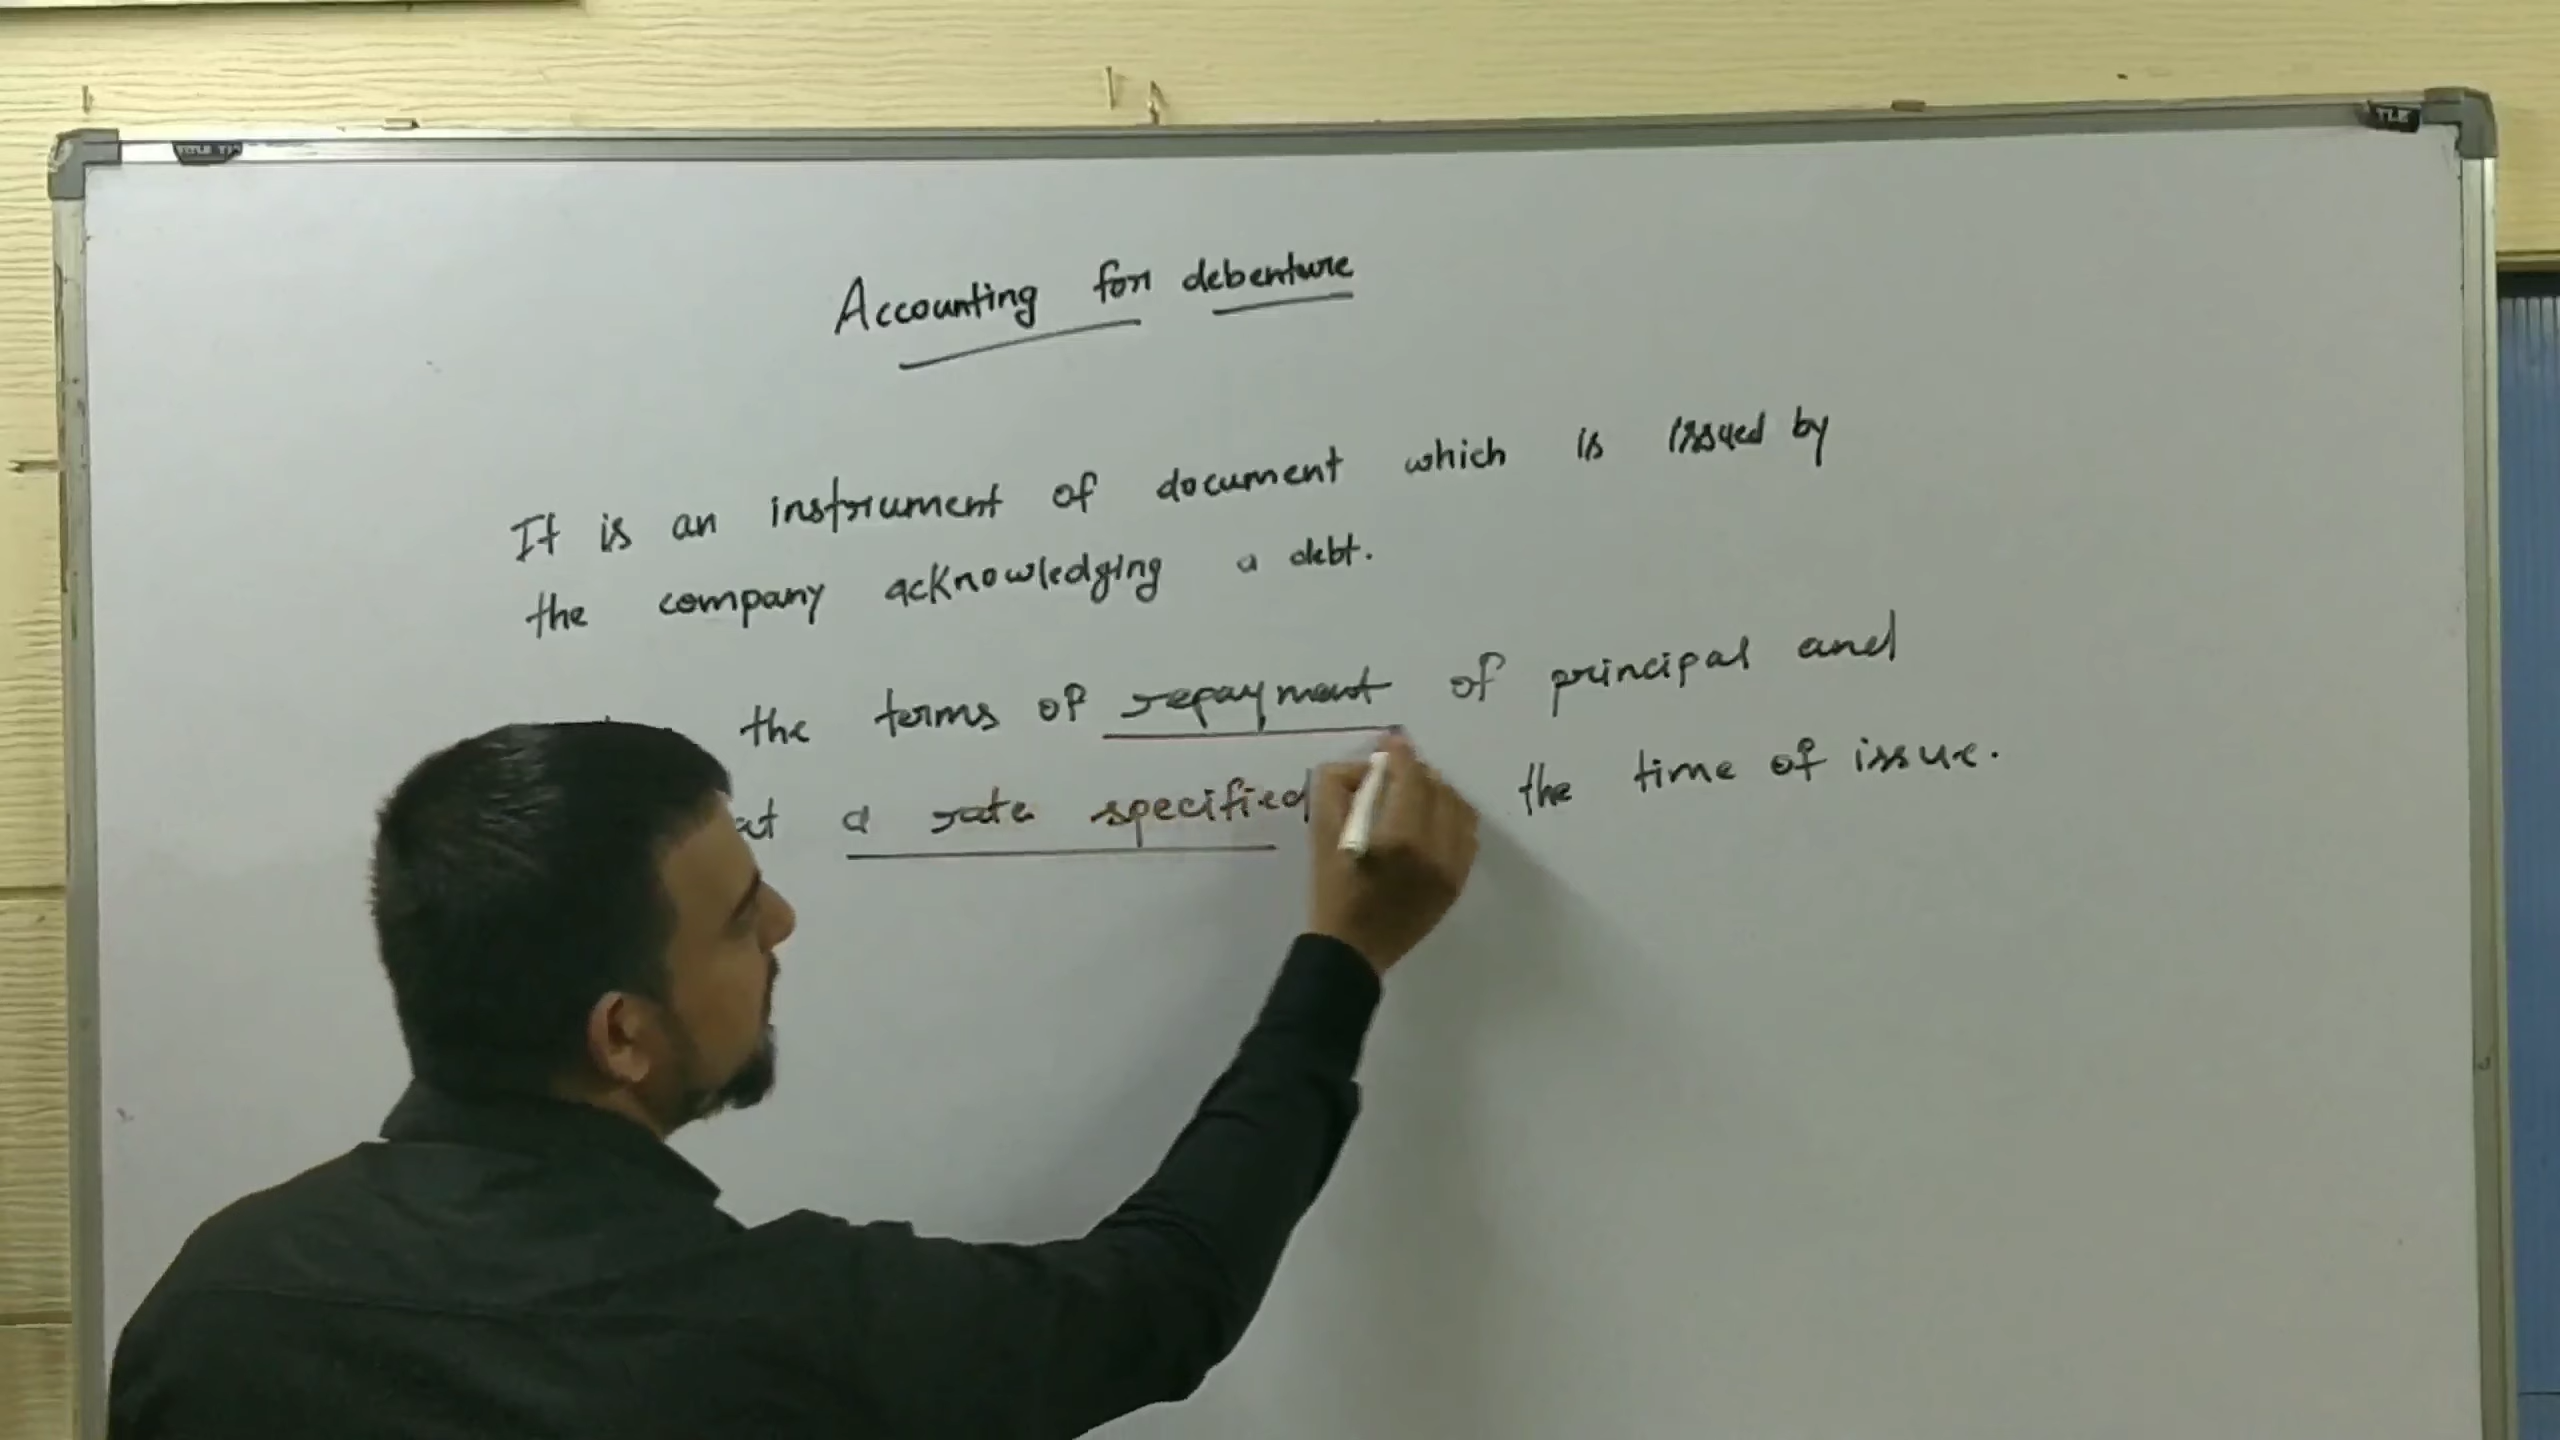 Accounting for debenture
It is an instrument of document which is issued by
the company acknowledging a debt.
the terms of repayment of principal and
at a rate specified the time of issue.